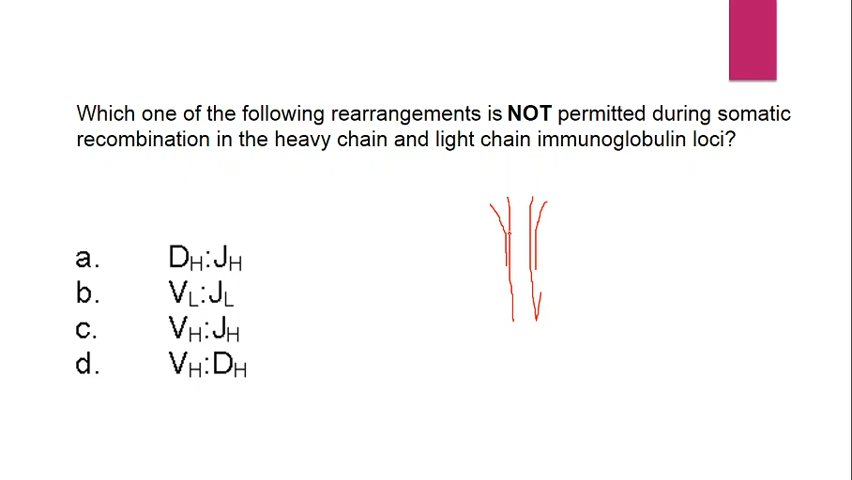 Which one of the following rearrangements is NOT permitted during somatic
recombination in the heavy chain and light chain immunoglobulin loci?
a. DH:JH
b. VL:JL
c. VH:JH
d. VH:DH